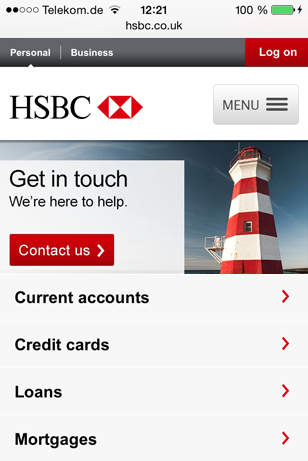 Telekom.de 12:21 100 %
hsbc.co.uk
Personal Business Log on
HSBC MENU
Get in touch
We're here to help.
Contact us
Current accounts
Credit cards
Loans
Mortgages